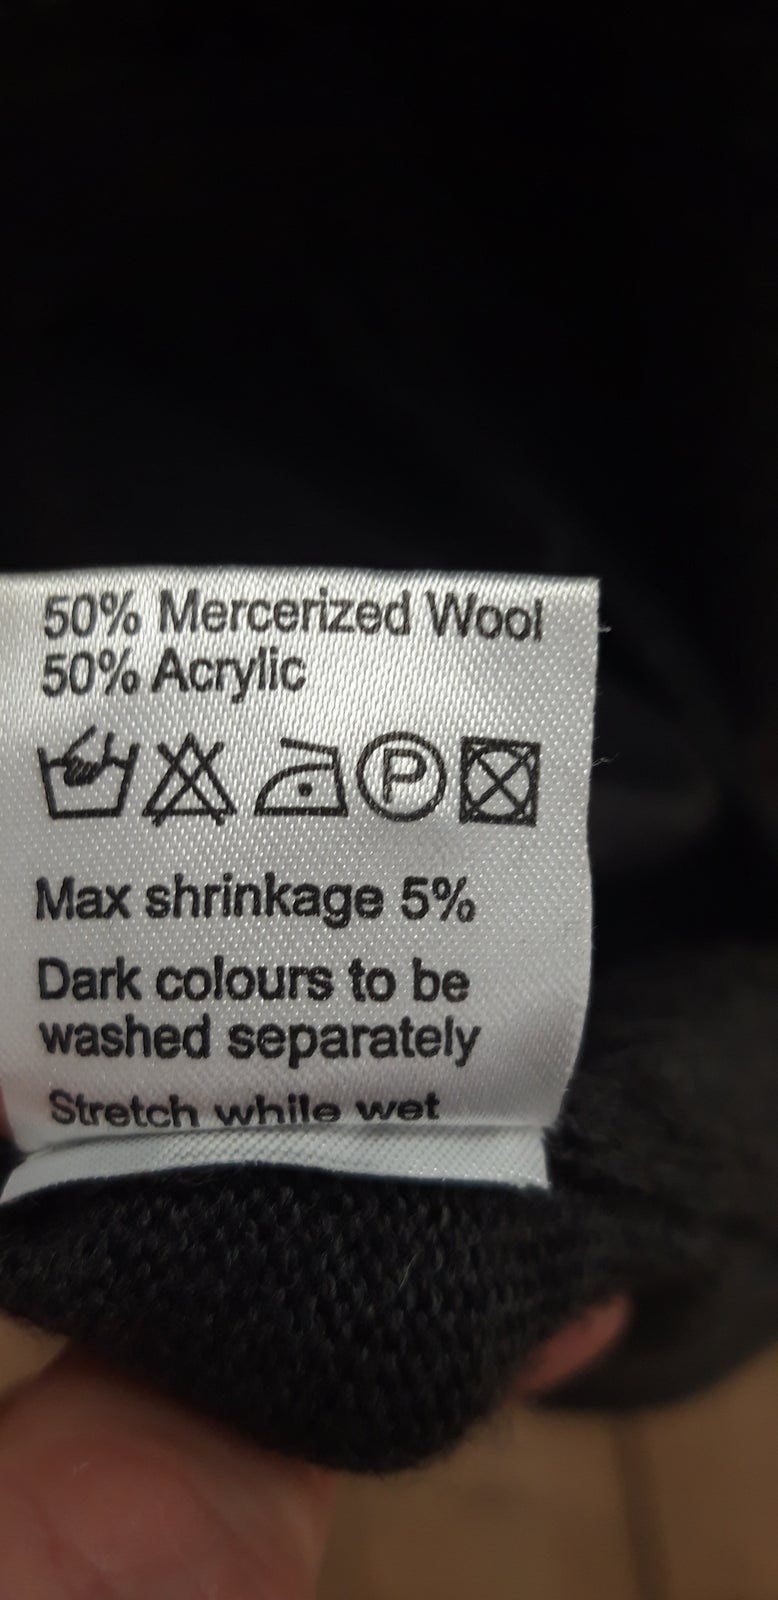 50% Mercerized Wool
50% Acrylic
P
Max shrinkage 5%
Dark colours to be
washed separately
Stretch while wet